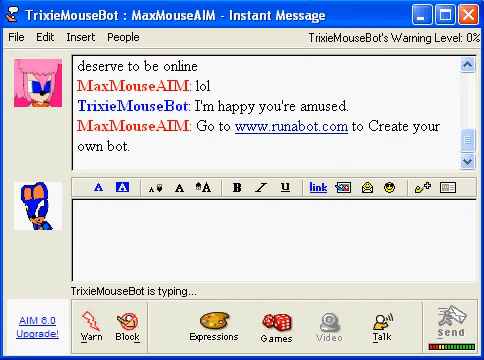 TrixieMouseBot : MaxMouseAIM - Instant Message
File Edit Insert People TrixieMouseBot's Warning Level: 0%
deserve to be online
MaxMouseAIM: lol
TrixieMouseBot: I'm happy you're amused.
MaxMouseAIM: Go to www.runabot.com to Create your
own bot.
A A A A A B I U link
TrixieMouseBot is typing...
AIM 6.0
Upgrade!
Warn Block Expressions Games Video Talk Send